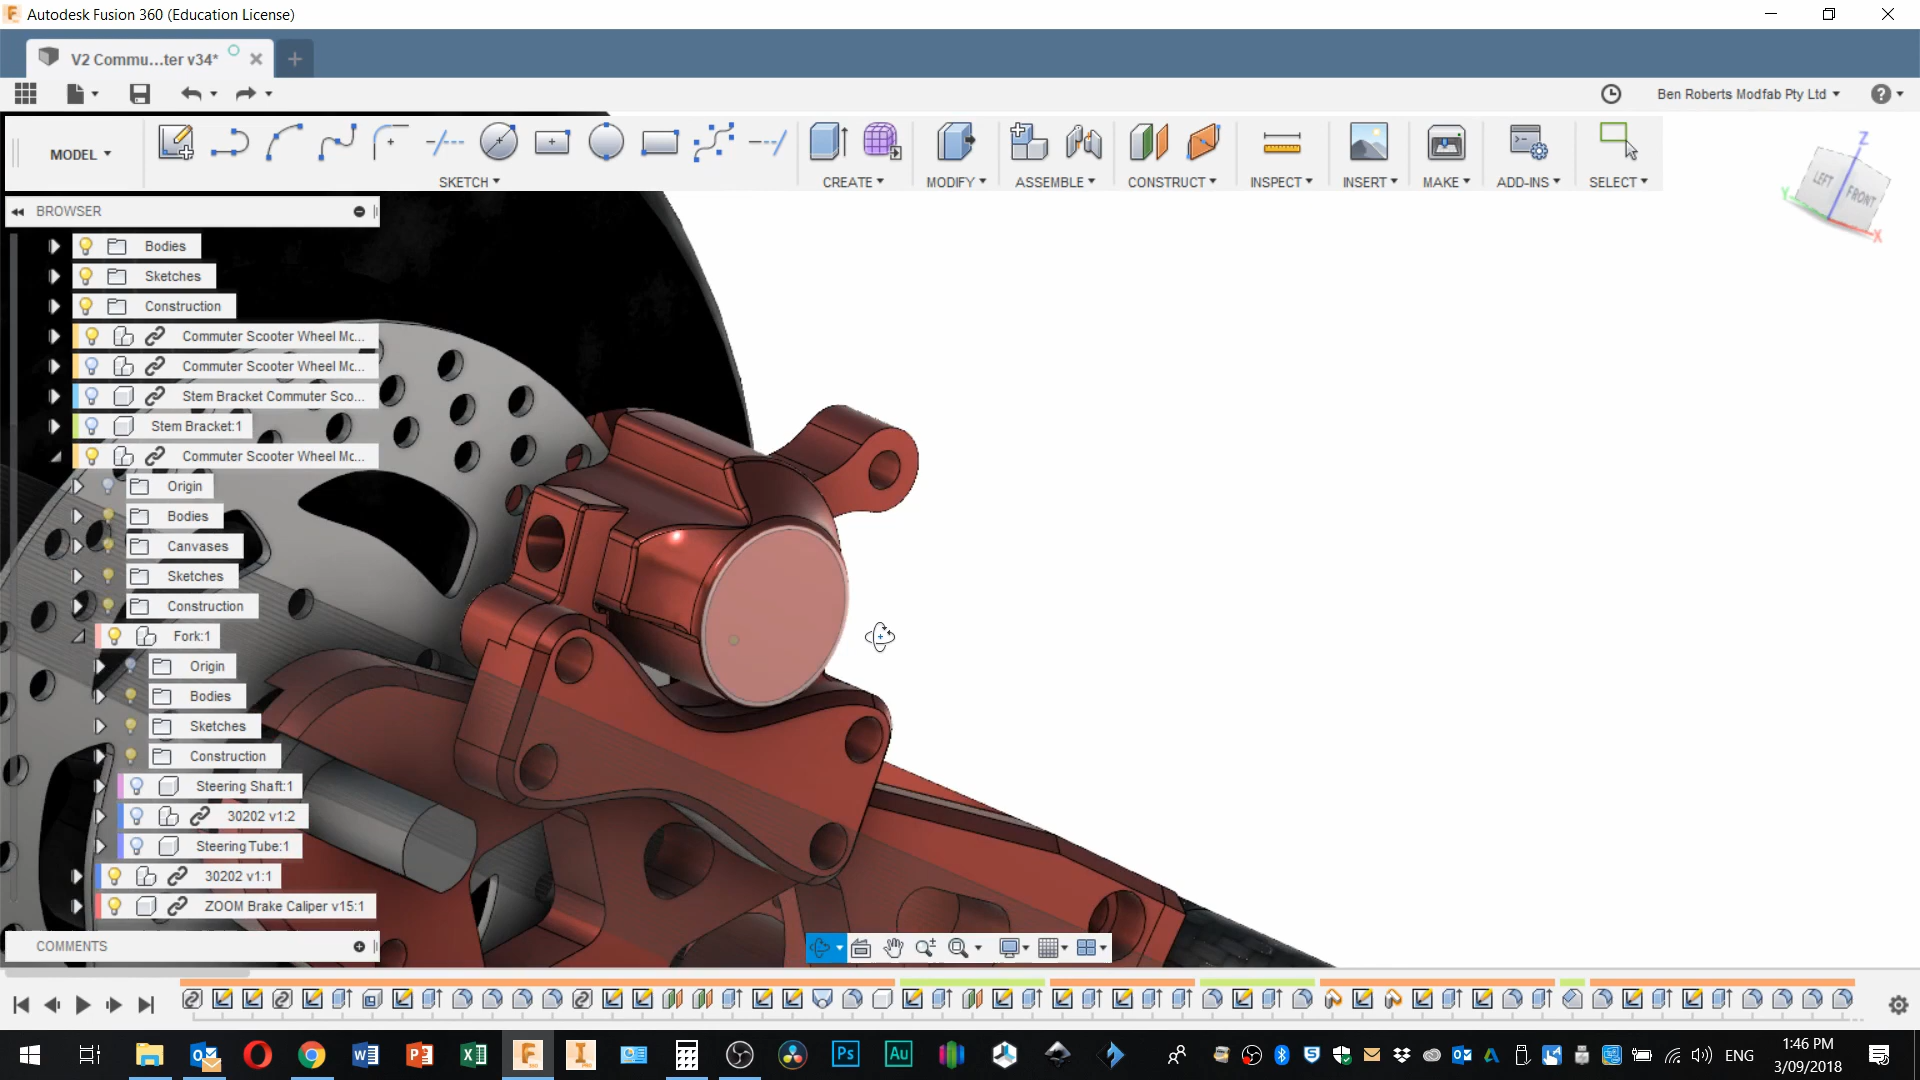 Autodesk Fusion 360 (Education License)
V2 Commu...ter v34*
Ben Roberts Modfab Pty Ltd
MODEL
SKETCH
CREATE
MODIFY
ASSEMBLE
CONSTRUCT
INSPECT
INSERT
MAKE
ADD-INS
SELECT
Z
LEFT
FRONT
Y
X
BROWSER
Bodies
Sketches
Construction
Commuter Scooter Wheel Mc...
Commuter Scooter Wheel Mc...
Stem Bracket Commuter Sco...
Stem Bracket:1
Commuter Scooter Wheel Mc...
Origin
Bodies
Canvases
Sketches
Construction
Fork:1
Origin
Bodies
Sketches
Construction
Steering Shaft:1
30202 v1:2
Steering Tube:1
30202 v1:1
ZOOM Brake Caliper v15:1
COMMENTS
Ps
Au
ENG
1:46 PM
3/09/2018